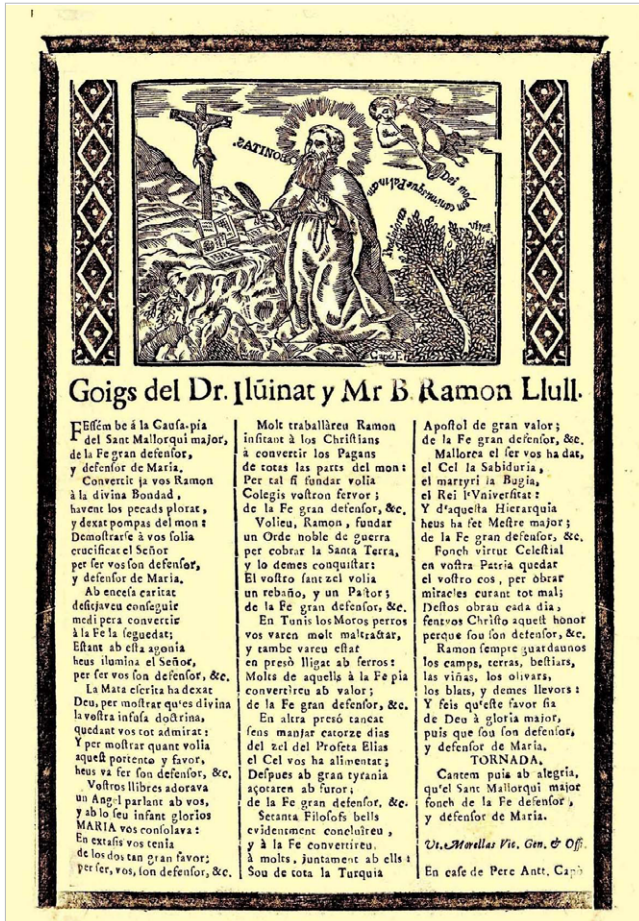 BONITAS.
Goigs del Dr. Ilūinat y Mr B. Ramon Llull.
FEſſém be á la Cauſa-pia
del Sant Mallorqui major,
de la Fe gran defenſor,
y defenſor de Maria.
Convertit ja vos Ramon
à la divina Bondad,
havent los pecads plorat,
y dexat pompas del mon:
Demoſtrarſe à vos ſolia
crucificat el Señor
per ſer vos ſon defenſor,
y defenſor de Maria.
Ab enceſa caritat
deſitjaveu conſeguir
medi pera convertir
à la Fe la ſeguedat;
Eſtant ab eſta agonia
heus ilumina el Señor,
per ſer vos ſon defenſor, &c.
La Mata eſcrita ha dexat
Deu, per moſtrar qu'es divina
la voſtra infuſa doctrina,
quedant vos tot admirat:
Y per moſtrar quant volia
aqueſt portento y favor,
heus va fer ſon defenſor, &c.
Voſtros llibres adorava
un Angel parlant ab vos,
y ab lo ſeu infant glorios
MARIA vos conſolava:
En extaſis vos tenia
de los dos tan gran favor;
per ſer, vos, ſon defenſor, &c.
Molt traballàreu Ramon
inſtant à los Chriſtians
à convertir los Pagans
de totas las parts del mon:
Per tal fi fundar volia
Colegis voſtron fervor;
de la Fe gran defenſor, &c.
Volieu, Ramon, fundar
un Orde noble de guerra
per cobrar la Santa Terra,
y lo demes conquiſtar:
El voſtro ſant zel volia
un rebaño, y un Paſtor;
de la Fe gran defenſor, &c.
En Tunis los Moros perros
vos varen molt maltractar,
y tambe vareu eſtat
en presò lligat ab ferros:
Molts de aquells à la Fe pia
convertìreu ab valor;
de la Fe gran defenſor, &c.
En altra presó tancat
ſens manjar catorze dias
del zel del Profeta Elias
el Cel vos ha alimentat;
Deſpues ab gran tyrania
açotaren ab furor;
de la Fe gran defenſor, &c.
Setanta Filoſofs bells
evidentment concluìreu,
y à la Fe convertireu
à molts, juntament ab ells:
Sou de tota la Turquia
Apoſtol de gran valor;
de la Fe gran defenſor, &c.
Mallorca el ſer vos ha dat,
el Cel la Sabiduria,
el martyri la Bugia,
el Rei l'Vniverſitat:
Y d'aqueſta Hierarquia
heus ha fet Meſtre major;
de la Fe gran defenſor, &c.
Fonch virtut Celeſtial
en voſtra Patria quedar
el voſtro cos, per obrar
miracles curant tot mal;
Deſtos obrau cada dia,
fentvos Chriſto aqueſt honor
perque ſou ſon defenſor, &c.
Ramon ſempre guardaunos
los camps, terras, beſtiars,
las viñas, los olivars,
los blats, y demes llevors:
Y feis qu'eſte favor ſia
de Deu à gloria major,
puis que ſou ſon defenſor,
y defenſor de Maria.
TORNADA.
Cantem puis ab alegria,
qu'el Sant Mallorqui major
fonch de la Fe defenſor,
y defenſor de Maria.
Vt. Morellas Vic. Gen. & Offi.
En caſe de Pere Antt. Capò